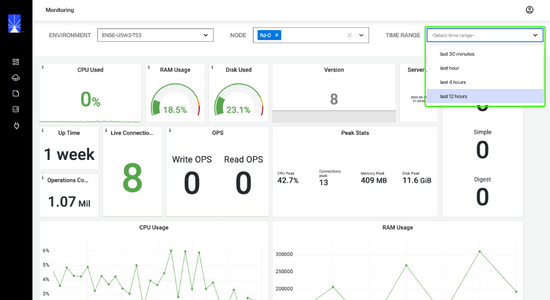 Monitoring
ENVIRONMENT
ENSE-USW2-TS3
NODE
ftd-0 ×
TIME RANGE
-Select time range-
last 30 minutes
last hour
last 4 hours
last 12 hours
CPU Used
0%
RAM Usage
18.5%
Disk Used
23.1%
Version
8
Server
0
Up Time
1 week
Live Connectio...
8
OPS
Write OPS
0
Read OPS
0
Peak Stats
CPU Peak
42.7%
Connections peak
13
Memory Peak
409 MB
Disk Peak
11.6 GiB
Simple
0
Digest
0
Operations Co...
1.07 Mil
CPU Usage
6%
5%
4%
3%
RAM Usage
300000
250000
200000